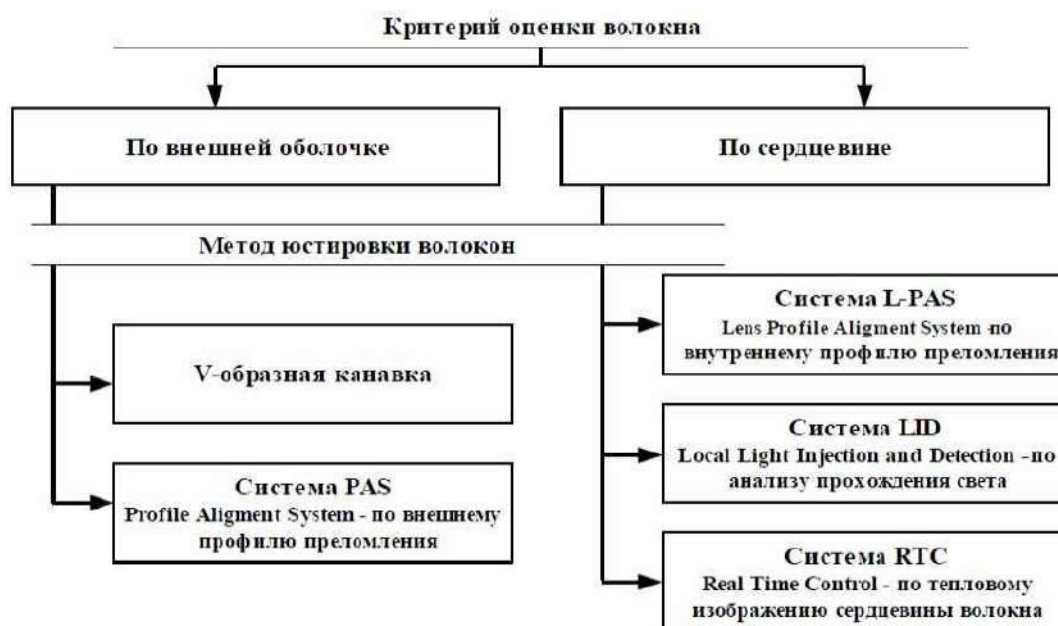 Критерий оценки волокна
По внешней оболочке
По сердцевине
Метод юстировки волокон
V-образная канавка
Система PAS
Profile Aligment System - по внешнему
профилю преломления
Система L-PAS
Lens Profile Aligment System -по
внутреннему профилю преломления
Система LID
Local Light Injection and Detection -по
анализу прохождения света
Система RTC
Real Time Control - по тепловому
изображению сердцевины волокна